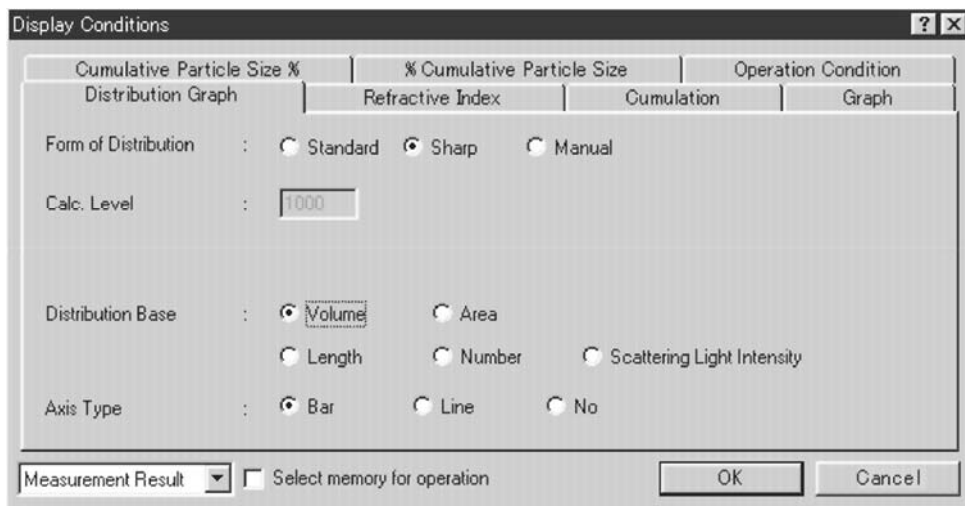 Display Conditions ? ×
Cumulative Particle Size % % Cumulative Particle Size Operation Condition
Distribution Graph Refractive Index Cumulation Graph
Form of Distribution : Standard Sharp Manual
Calc. Level : 1000
Distribution Base : Volume Area
Length Number Scattering Light Intensity
Axis Type : Bar Line No
Measurement Result Select memory for operation OK Cancel